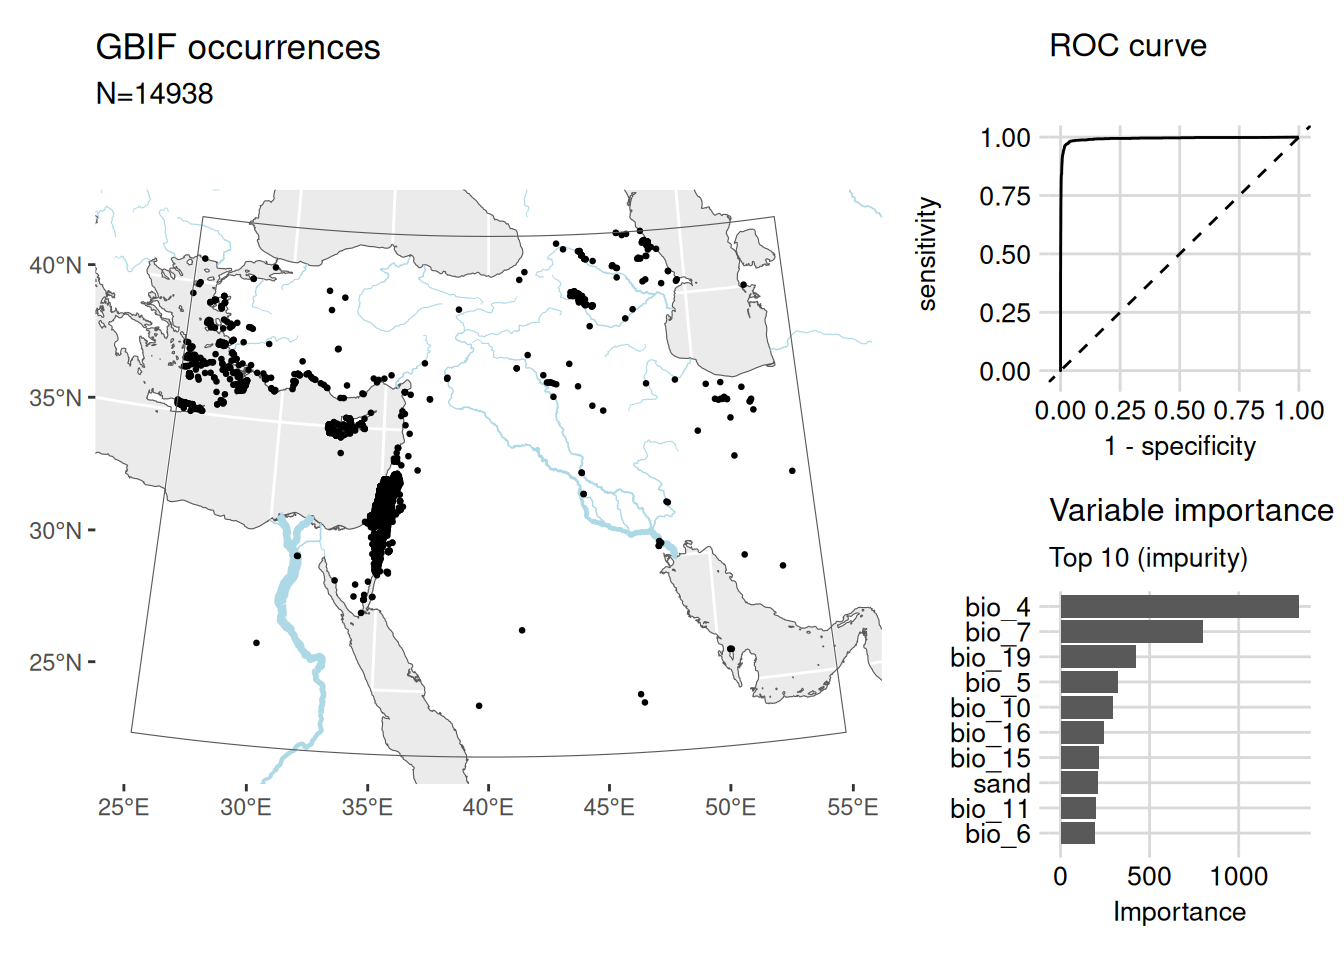 GBIF occurrences
N=14938
40°N
35°N
30°N
25°N
25°E 30°E 35°E 40°E 45°E 50°E 55°E
ROC curve
sensitivity
1.00
0.75
0.50
0.25
0.00
0.00 0.25 0.50 0.75 1.00
1 - specificity
Variable importance
Top 10 (impurity)
bio_4
bio_7
bio_19
bio_5
bio_10
bio_16
bio_15
sand
bio_11
bio_6
0 500 1000
Importance